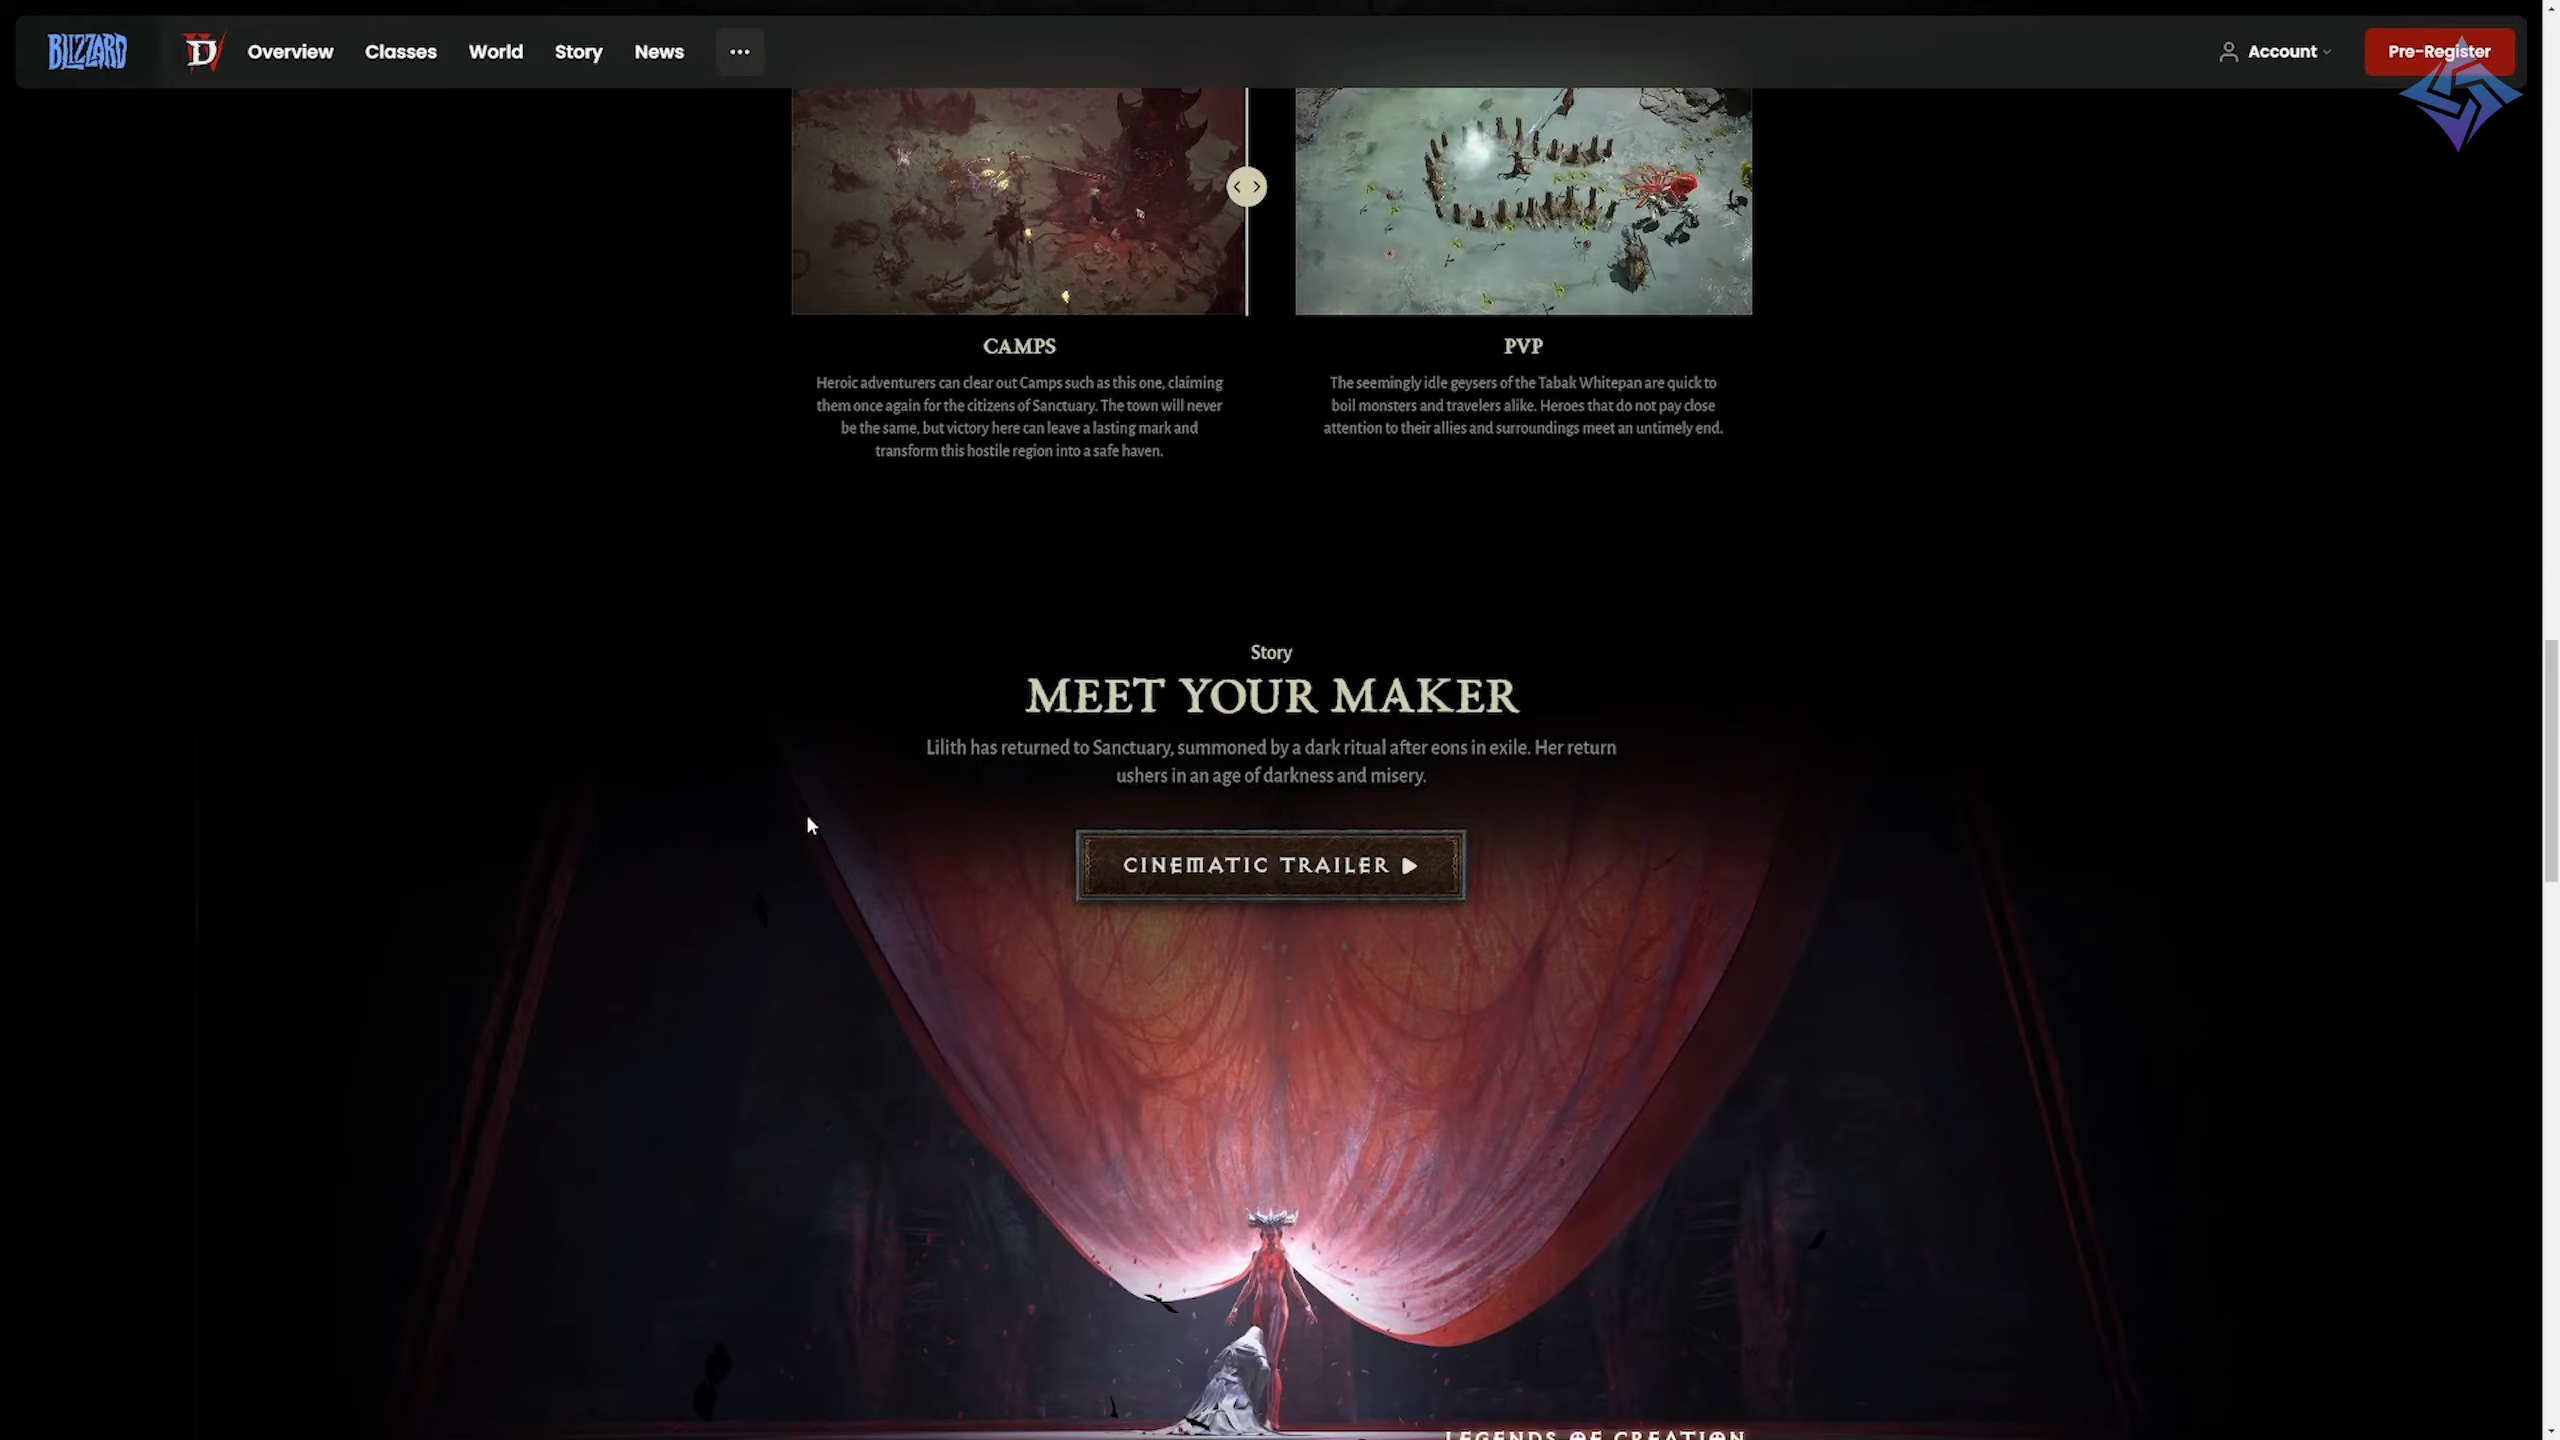 BLIZZARD
D
Overview
Classes
World
Story
News
...
Account
Pre-Register
CAMPS
Heroic adventurers can clear out Camps such as this one, claiming
them once again for the citizens of Sanctuary. The town will never
be the same, but victory here can leave a lasting mark and
transform this hostile region into a safe haven.
PVP
The seemingly idle geysers of the Tabak Whitepan are quick to
boil monsters and travelers alike. Heroes that do not pay close
attention to their allies and surroundings meet an untimely end.
Story
MEET YOUR MAKER
Lilith has returned to Sanctuary, summoned by a dark ritual after eons in exile. Her return
ushers in an age of darkness and misery.
CINEMATIC TRAILER
LEGENDS OF CREATION